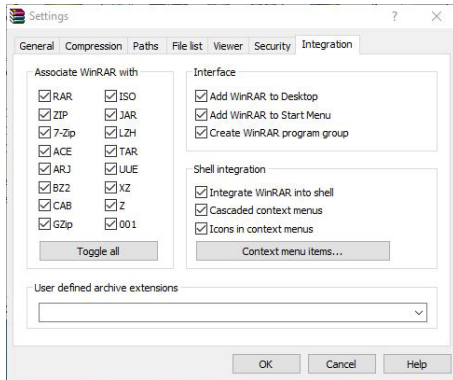 Settings
General Compression Paths File list Viewer Security Integration
Associate WinRAR with
RAR ISO
ZIP JAR
7-Zip LZH
ACE TAR
ARJ UUE
BZ2 XZ
CAB Z
GZip 001
Toggle all
Interface
Add WinRAR to Desktop
Add WinRAR to Start Menu
Create WinRAR program group
Shell integration
Integrate WinRAR into shell
Cascaded context menus
Icons in context menus
Context menu items...
User defined archive extensions
OK Cancel Help